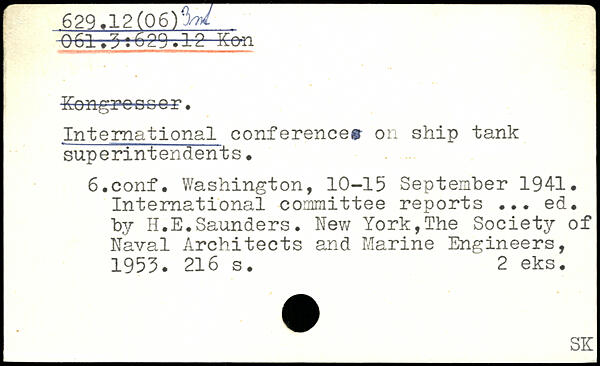 629.12(06) Int
061.3:629.12 Kon
Kongresser.
International conferences on ship tank
superintendents.
6.conf. Washington, 10-15 September 1941.
International committee reports ... ed.
by H.E.Saunders. New York,The Society of
Naval Architects and Marine Engineers,
1953. 216 s. 2 eks.
SK